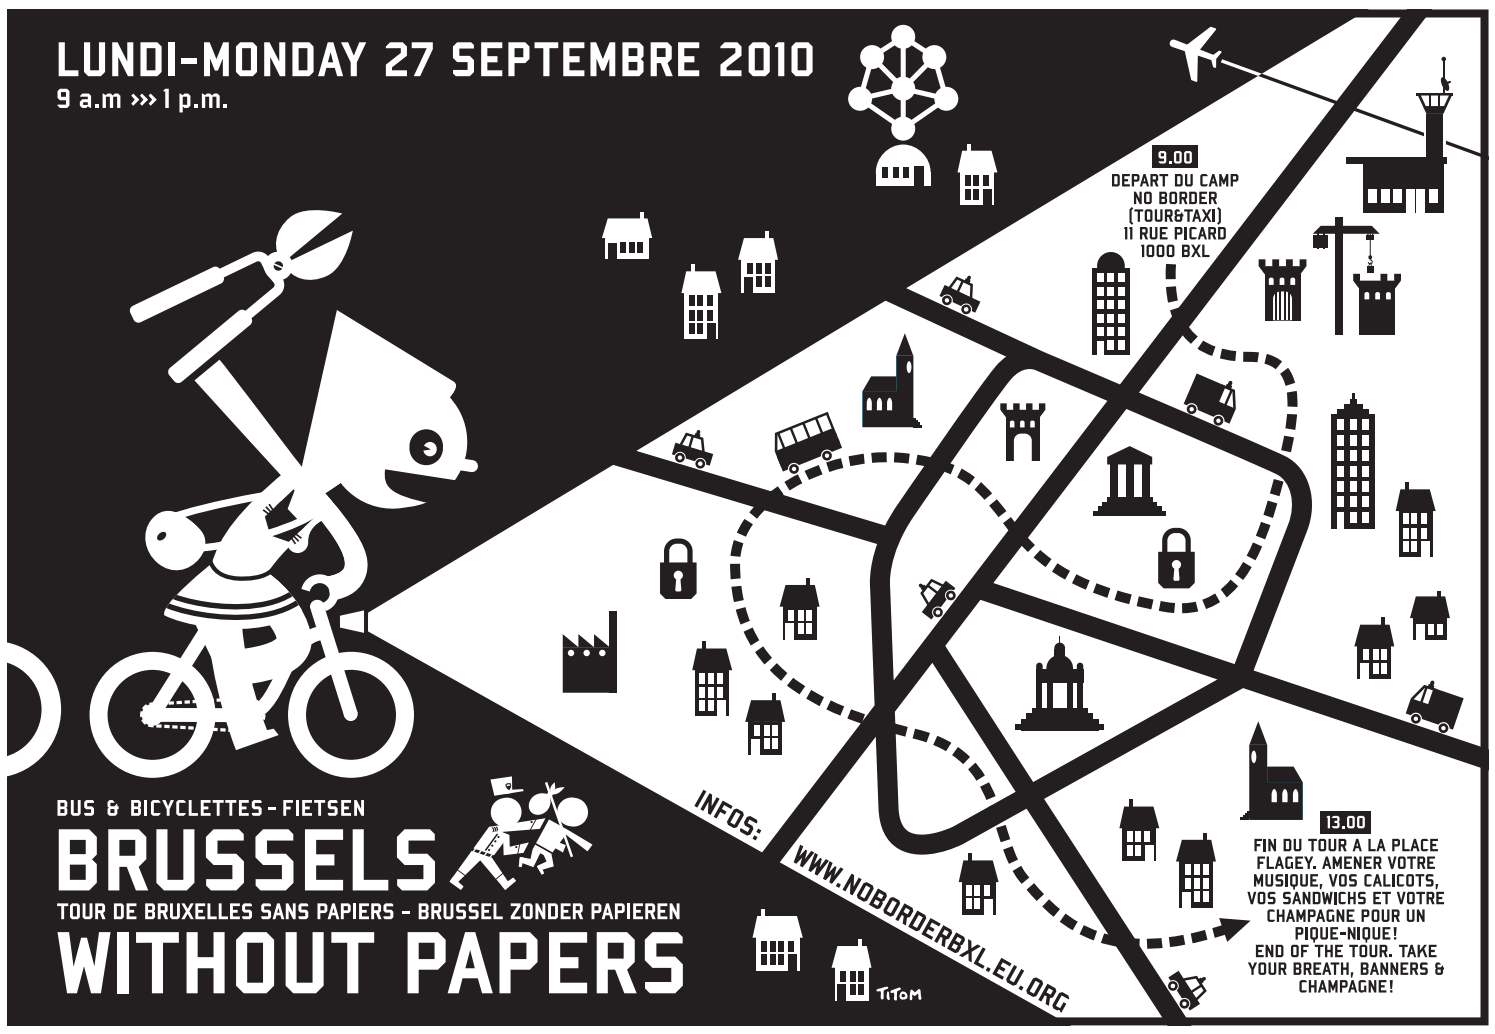 LUNDI-MONDAY 27 SEPTEMBRE 2010
9 a.m >>> 1 p.m.
9.00
DEPART DU CAMP
NO BORDER
(TOUR&TAXI)
11 RUE PICARD
1000 BXL
INFOS:
WWW.NOBORDERBXL.EU.ORG
BUS & BICYCLETTES - FIETSEN
BRUSSELS
TOUR DE BRUXELLES SANS PAPIERS - BRUSSEL ZONDER PAPIEREN
WITHOUT PAPERS
TiTOM
13.00
FIN DU TOUR A LA PLACE
FLAGEY. AMENER VOTRE
MUSIQUE, VOS CALICOTS,
VOS SANDWICHS ET VOTRE
CHAMPAGNE POUR UN
PIQUE-NIQUE!
END OF THE TOUR. TAKE
YOUR BREATH, BANNERS &
CHAMPAGNE!